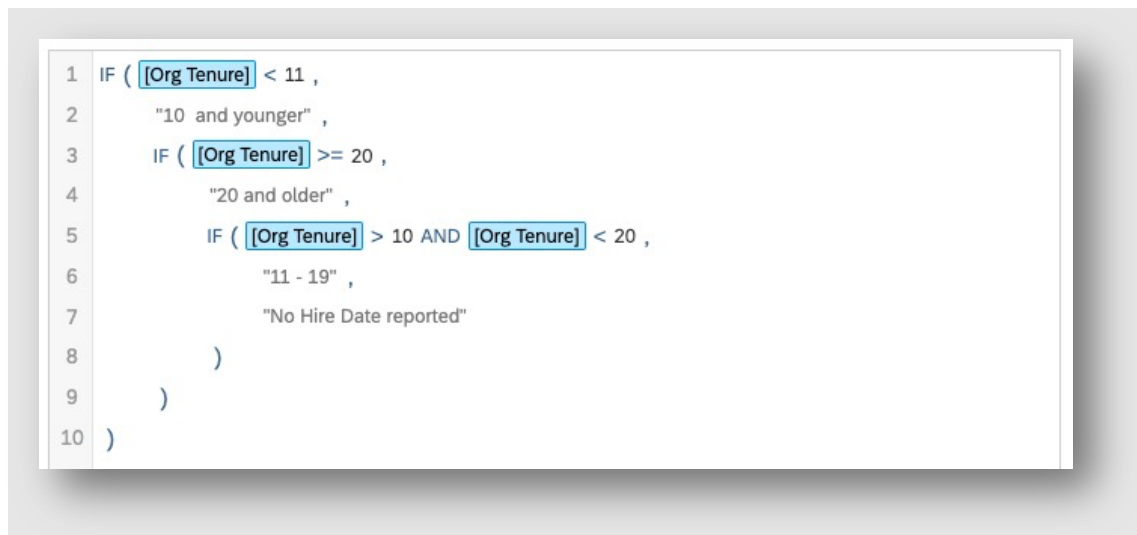 1 IF ( [Org Tenure] < 11 ,
2 "10  and younger" ,
3 IF ( [Org Tenure] >= 20 ,
4 "20 and older" ,
5 IF ( [Org Tenure] > 10 AND [Org Tenure] < 20 ,
6 "11 - 19" ,
7 "No Hire Date reported"
8 )
9 )
10 )